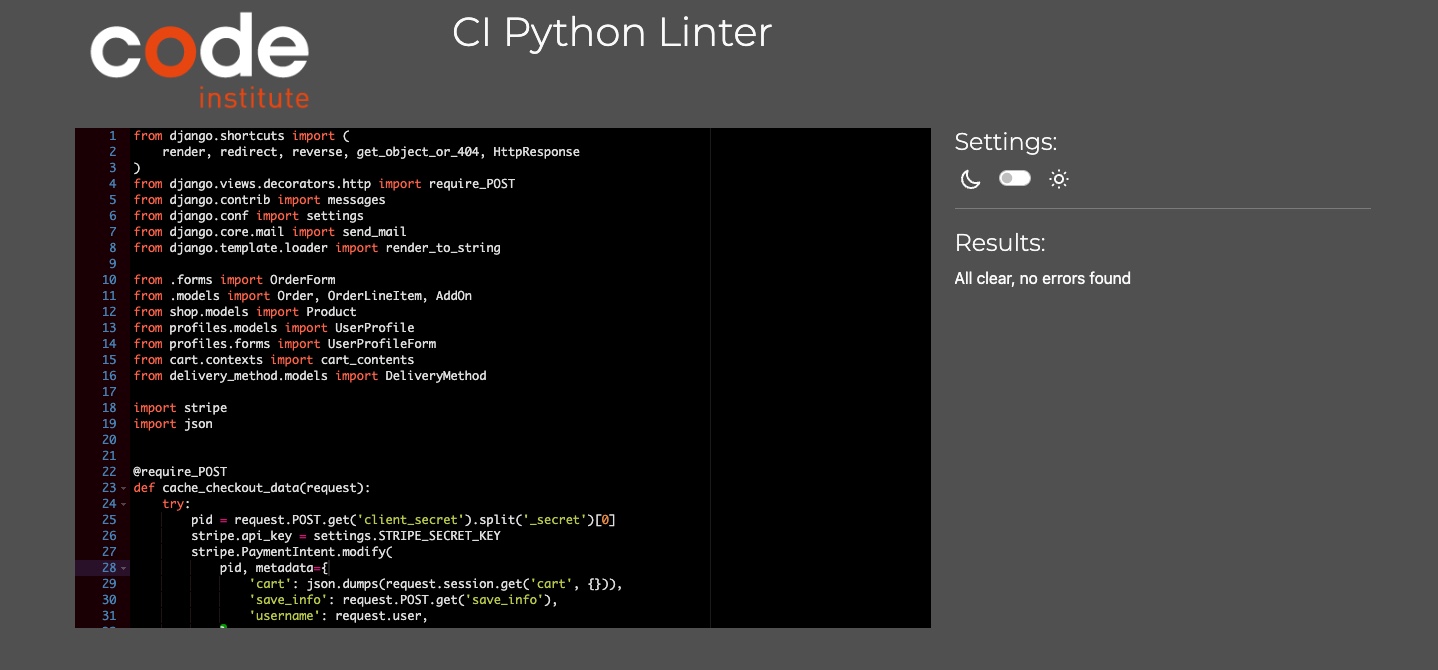 code
institute
CI Python Linter
1 from django.shortcuts import (
2     render, redirect, reverse, get_object_or_404, HttpResponse
3 )
4 from django.views.decorators.http import require_POST
5 from django.contrib import messages
6 from django.conf import settings
7 from django.core.mail import send_mail
8 from django.template.loader import render_to_string
9
10 from .forms import OrderForm
11 from .models import Order, OrderLineItem, AddOn
12 from shop.models import Product
13 from profiles.models import UserProfile
14 from profiles.forms import UserProfileForm
15 from cart.contexts import cart_contents
16 from delivery_method.models import DeliveryMethod
17
18 import stripe
19 import json
20
21
22 @require_POST
23 def cache_checkout_data(request):
24     try:
25         pid = request.POST.get('client_secret').split('_secret')[0]
26         stripe.api_key = settings.STRIPE_SECRET_KEY
27         stripe.PaymentIntent.modify(
28             pid, metadata={
29                 'cart': json.dumps(request.session.get('cart', {})),
30                 'save_info': request.POST.get('save_info'),
31                 'username': request.user,
Settings:
Results:
All clear, no errors found